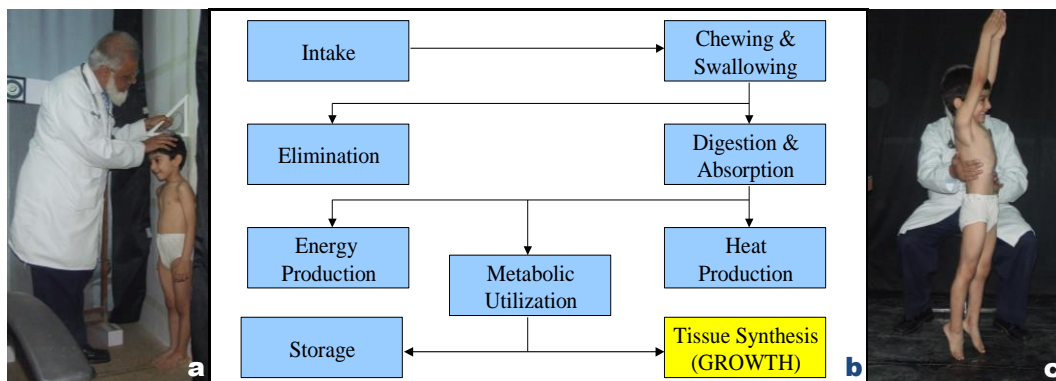 Intake
Chewing &
Swallowing
Elimination
Digestion &
Absorption
Energy
Production
Metabolic
Utilization
Heat
Production
Storage
Tissue Synthesis
(GROWTH)
a
b
c